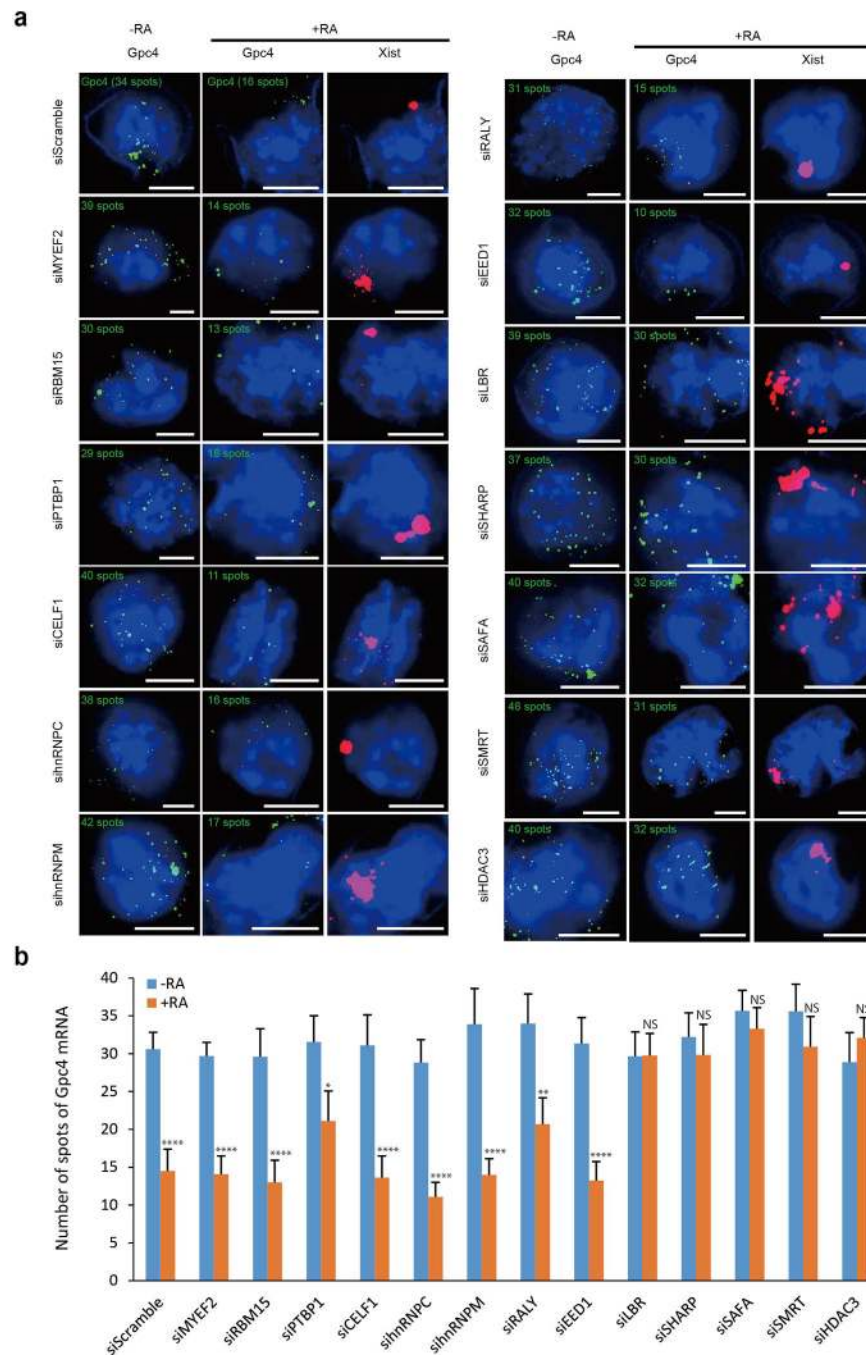 a
-RA
+RA
Gpc4
Gpc4
Xist
siScramble
Gpc4 (34 spots)
Gpc4 (16 spots)
siMYEF2
39 spots
14 spots
siRBM15
30 spots
13 spots
siPTBP1
29 spots
18 spots
siCELF1
40 spots
11 spots
sihnRNPC
38 spots
16 spots
sihnRNPM
42 spots
17 spots
-RA
+RA
Gpc4
Gpc4
Xist
siRALY
31 spots
15 spots
siEED1
32 spots
10 spots
siLBR
39 spots
30 spots
siSHARP
37 spots
30 spots
siSAFA
40 spots
32 spots
siSMRT
46 spots
31 spots
siHDAC3
40 spots
32 spots
b
Number of spots of Gpc4 mRNA
40
35
30
25
20
15
10
5
0
-RA
+RA
****
****
****
*
****
****
****
**
****
NS
NS
NS
NS
NS
siScramble
siMYEF2
siRBM15
siPTBP1
siCELF1
sihnRNPC
sihnRNPM
siRALY
siEED1
siLBR
siSHARP
siSAFA
siSMRT
siHDAC3